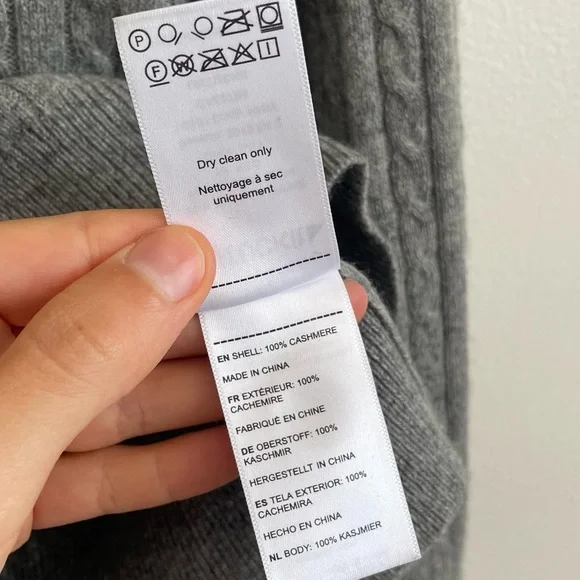 P
F W
Dry clean only
Nettoyage à sec
uniquement
EN SHELL: 100% CASHMERE
MADE IN CHINA
FR EXTÉRIEUR: 100%
CACHEMIRE
FABRIQUÉ EN CHINE
DE OBERSTOFF: 100%
KASCHMIR
HERGESTELLT IN CHINA
ES TELA EXTERIOR: 100%
CACHEMIRA
HECHO EN CHINA
NL BODY: 100% KASJMIER